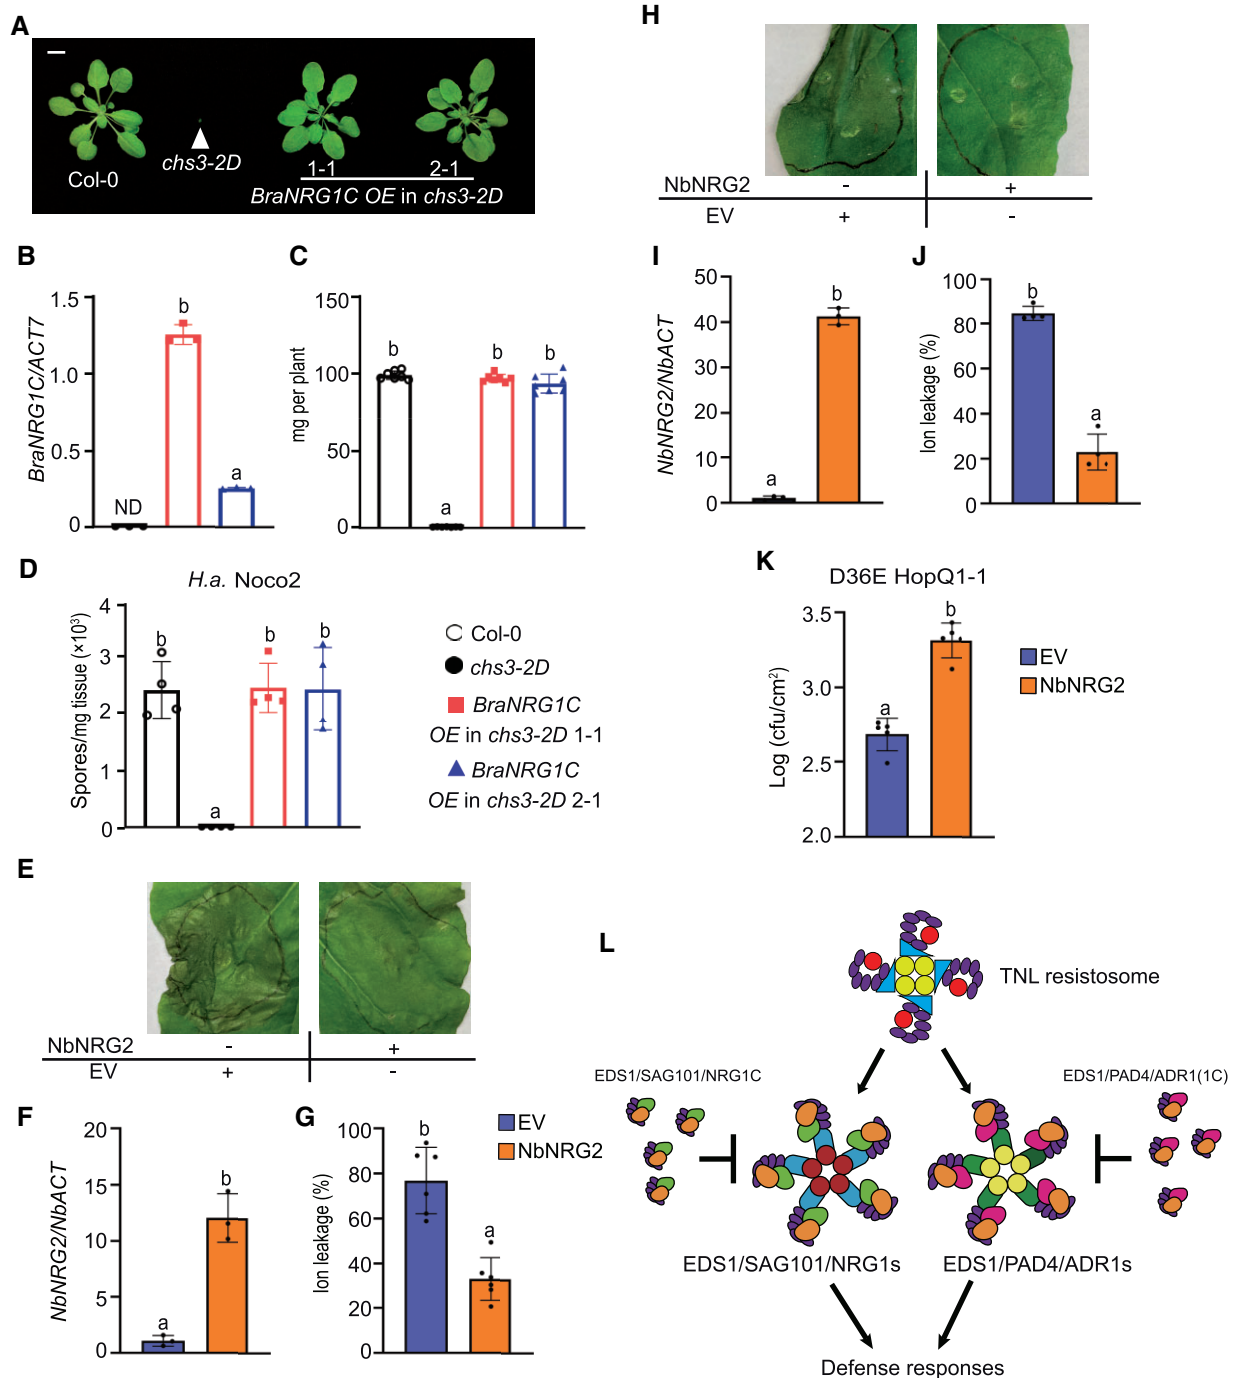 A
Col-0
chs3-2D
1-1
2-1
BraNRG1C OE in chs3-2D
B
BraNRG1C/ACT7
1.5
1.0
0.5
0
ND
b
a
C
mg per plant
150
100
50
0
b
a
b
b
D
H.a. Noco2
Spores/mg tissue (×10³)
4
3
2
1
0
b
a
b
b
Col-0
chs3-2D
BraNRG1C
OE in chs3-2D 1-1
BraNRG1C
OE in chs3-2D 2-1
E
NbNRG2 - +
EV + -
F
NbNRG2/NbACT
20
15
10
5
0
a
b
G
Ion leakage (%)
100
80
60
40
20
0
b
a
EV
NbNRG2
H
NbNRG2 - +
EV + -
I
NbNRG2/NbACT
50
40
30
20
10
0
a
b
J
Ion leakage (%)
100
80
60
40
20
0
b
a
K
D36E HopQ1-1
Log (cfu/cm²)
3.5
3.0
2.5
2.0
a
b
EV
NbNRG2
L
TNL resistosome
EDS1/SAG101/NRG1C
EDS1/PAD4/ADR1(1C)
EDS1/SAG101/NRG1s
EDS1/PAD4/ADR1s
Defense responses